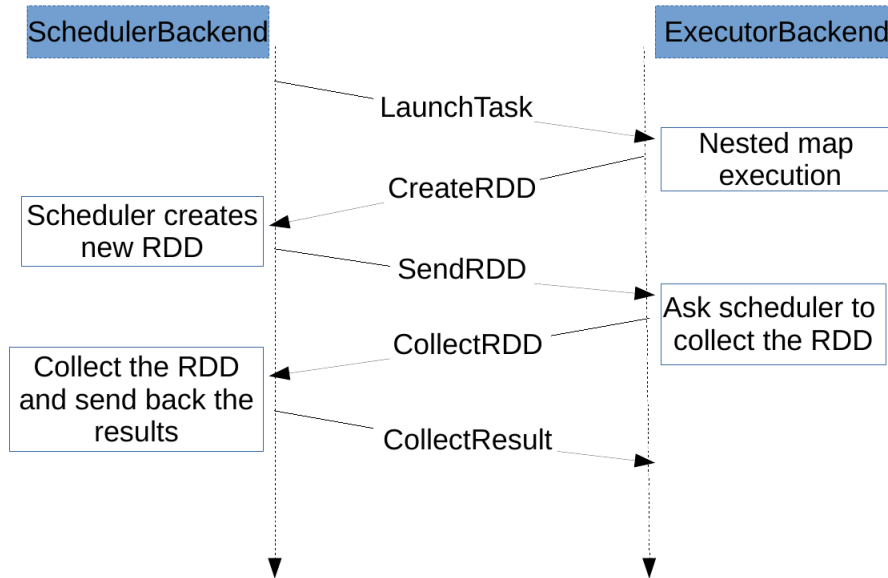 SchedulerBackend
ExecutorBackend
LaunchTask
Nested map
execution
CreateRDD
Scheduler creates
new RDD
SendRDD
Ask scheduler to
collect the RDD
CollectRDD
Collect the RDD
and send back the
results
CollectResult